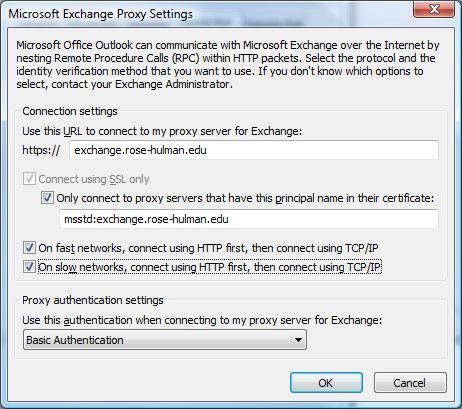 Microsoft Exchange Proxy Settings
Microsoft Office Outlook can communicate with Microsoft Exchange over the Internet by
nesting Remote Procedure Calls (RPC) within HTTP packets. Select the protocol and the
identity verification method that you want to use. If you don't know which options to
select, contact your Exchange Administrator.
Connection settings
Use this URL to connect to my proxy server for Exchange:
https:// exchange.rose-hulman.edu
Connect using SSL only
Only connect to proxy servers that have this principal name in their certificate:
msstd:exchange.rose-hulman.edu
On fast networks, connect using HTTP first, then connect using TCP/IP
On slow networks, connect using HTTP first, then connect using TCP/IP
Proxy authentication settings
Use this authentication when connecting to my proxy server for Exchange:
Basic Authentication
OK Cancel